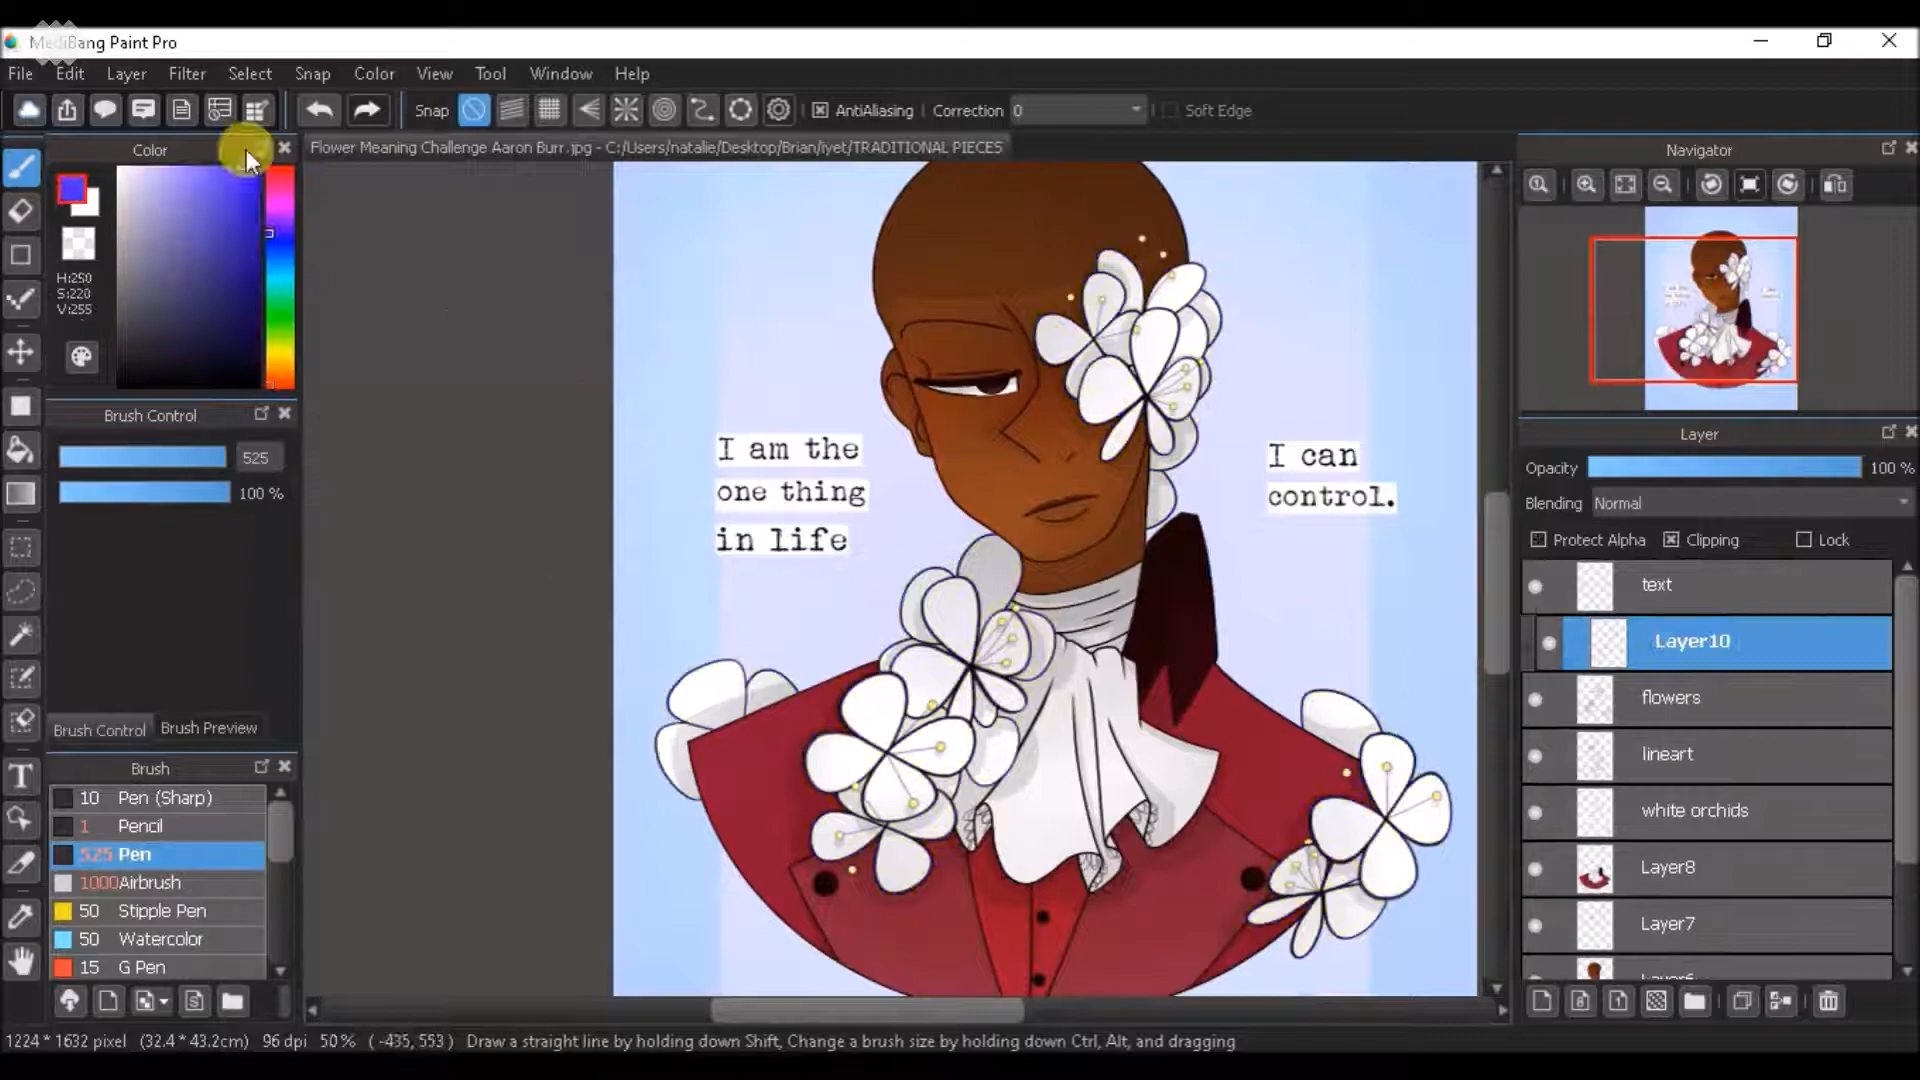 MediBang Paint Pro
File Edit Layer Filter Select Snap Color View Tool Window Help
Snap AntiAliasing Correction 0 Soft Edge
Color
Flower Meaning Challenge Aaron Burr.jpg - C:/Users/natalie/Desktop/Brian/iyet/TRADITIONAL PIECES
Navigator
H:250
S:220
V:255
Brush Control
525
100 %
Brush Control Brush Preview
Brush
10 Pen (Sharp)
1 Pencil
525 Pen
1000 Airbrush
50 Stipple Pen
50 Watercolor
15 G Pen
I am the
one thing
in life
I can
control.
Layer
Opacity 100 %
Blending Normal
Protect Alpha Clipping Lock
text
Layer10
flowers
lineart
white orchids
Layer8
Layer7
Layer6
1224 * 1632 pixel (32.4 * 43.2cm) 96 dpi 50 % ( -435, 553 ) Draw a straight line by holding down Shift, Change a brush size by holding down Ctrl, Alt, and dragging